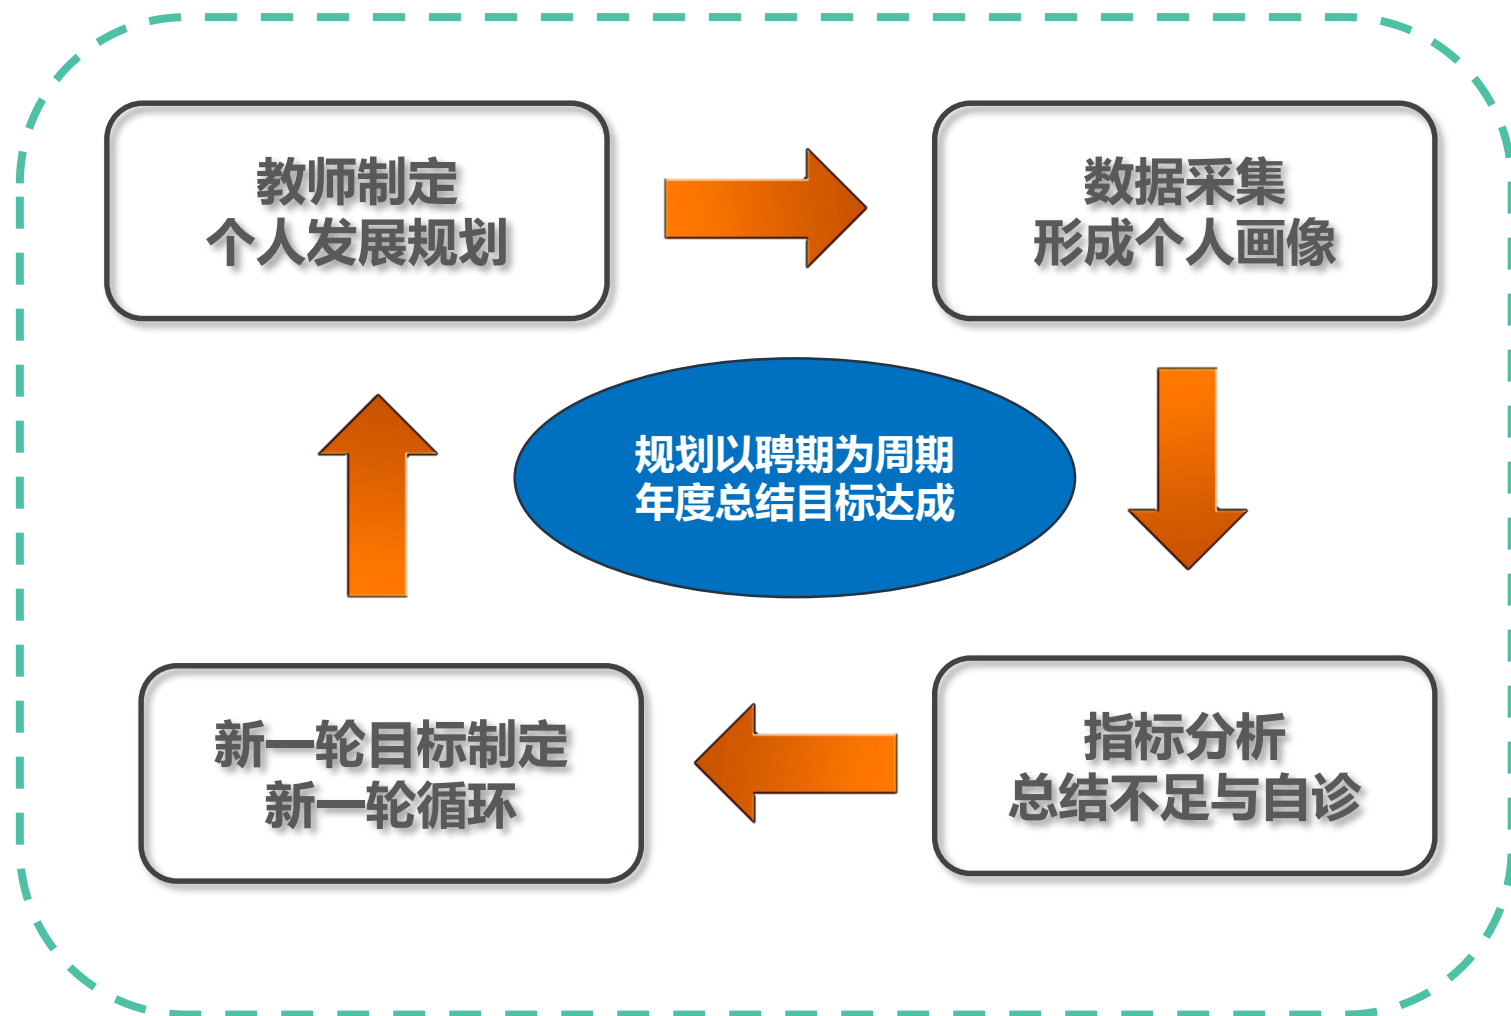 教师制定
个人发展规划
数据采集
形成个人画像
规划以聘期为周期
年度总结目标达成
新一轮目标制定
新一轮循环
指标分析
总结不足与自诊